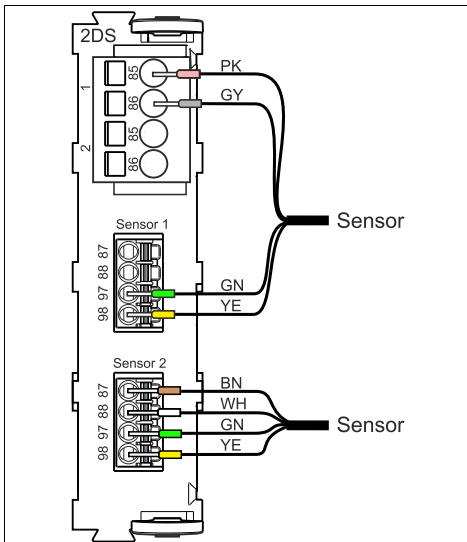 2DS
1
85
PK
86
GY
2
85
86
Sensor
Sensor 1
87
88
97
GN
98
YE
Sensor 2
87
BN
88
WH
97
GN
98
YE
Sensor